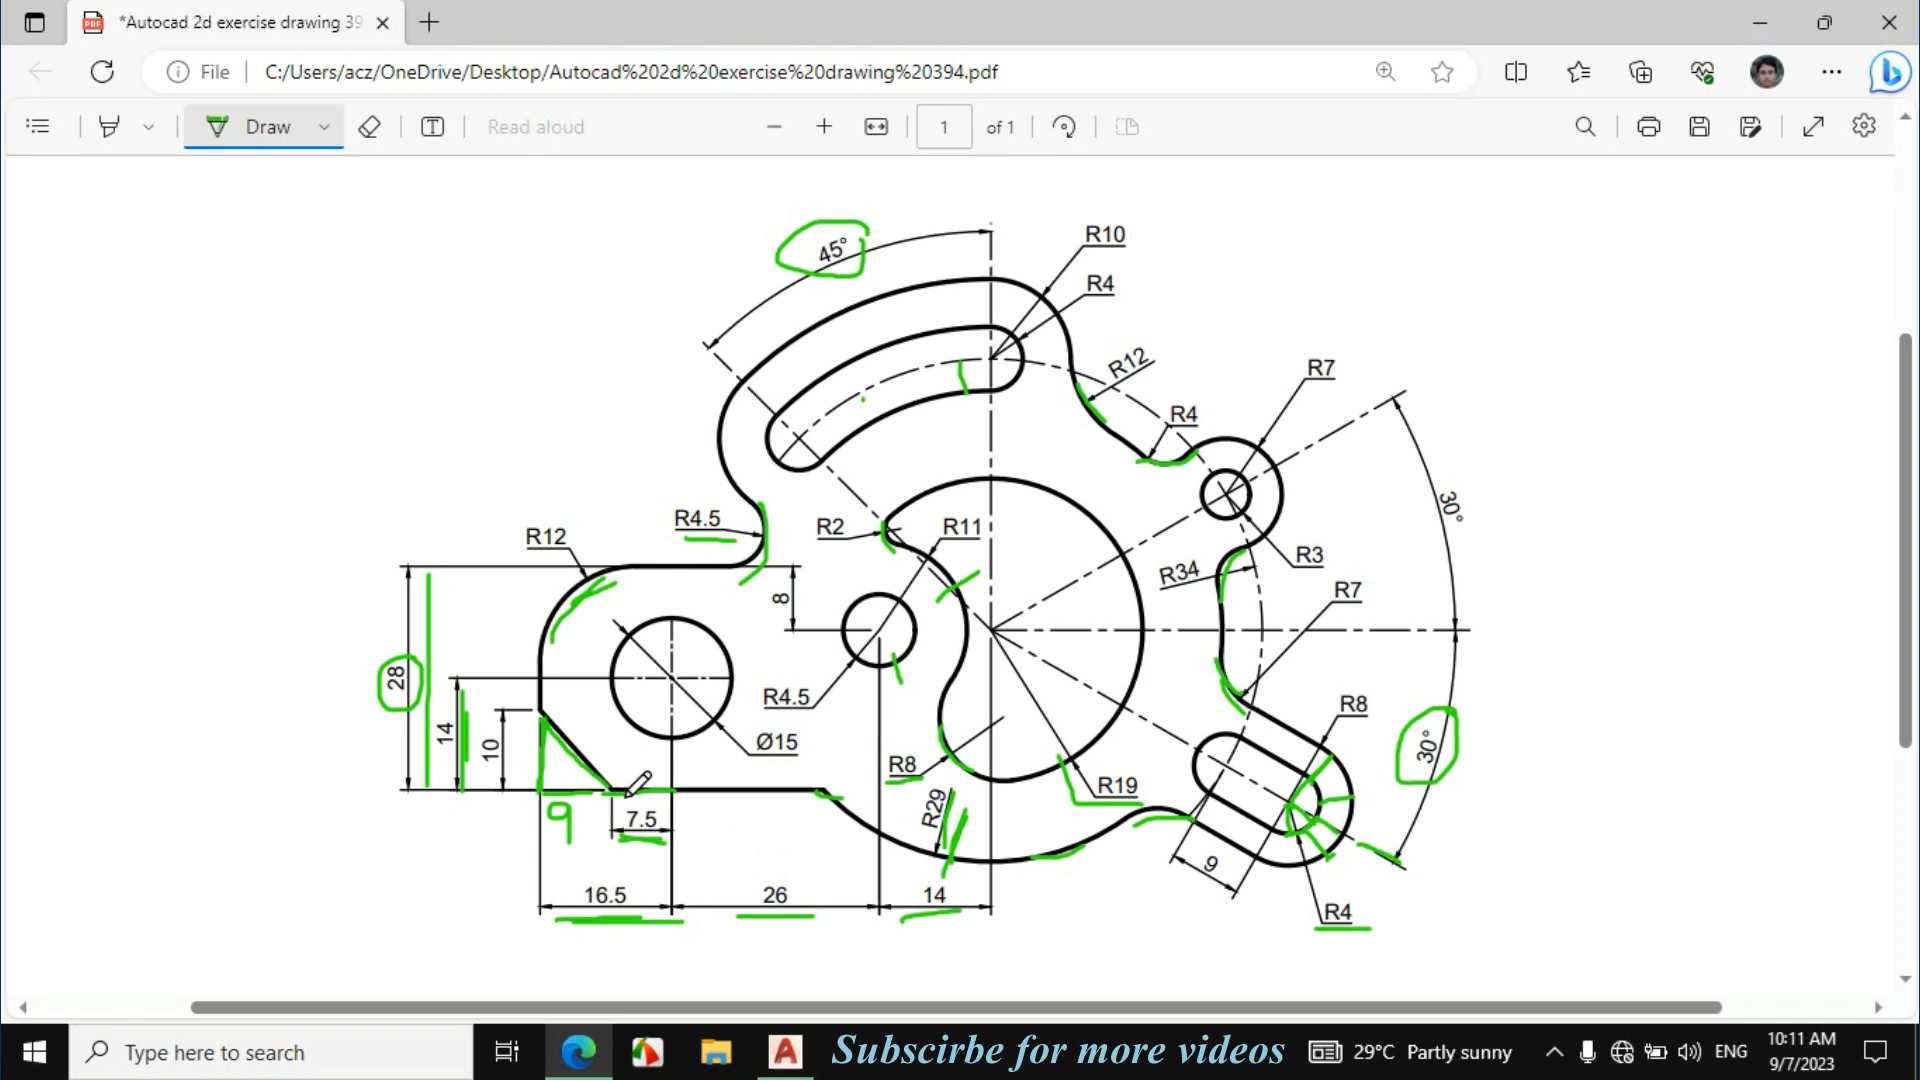 *Autocad 2d exercise drawing 39
File
C:/Users/acz/OneDrive/Desktop/Autocad%202d%20exercise%20drawing%20394.pdf
Draw
Read aloud
1
of 1
45°
R10
R4
R12
R7
R4
30°
R4.5
R2
R11
R12
R3
R34
R7
8
28
14
10
R4.5
Ø15
R8
R8
30°
R19
R29
9
7.5
9
16.5
26
14
R4
Type here to search
Subscirbe for more videos
29°C Partly sunny
ENG
10:11 AM
9/7/2023